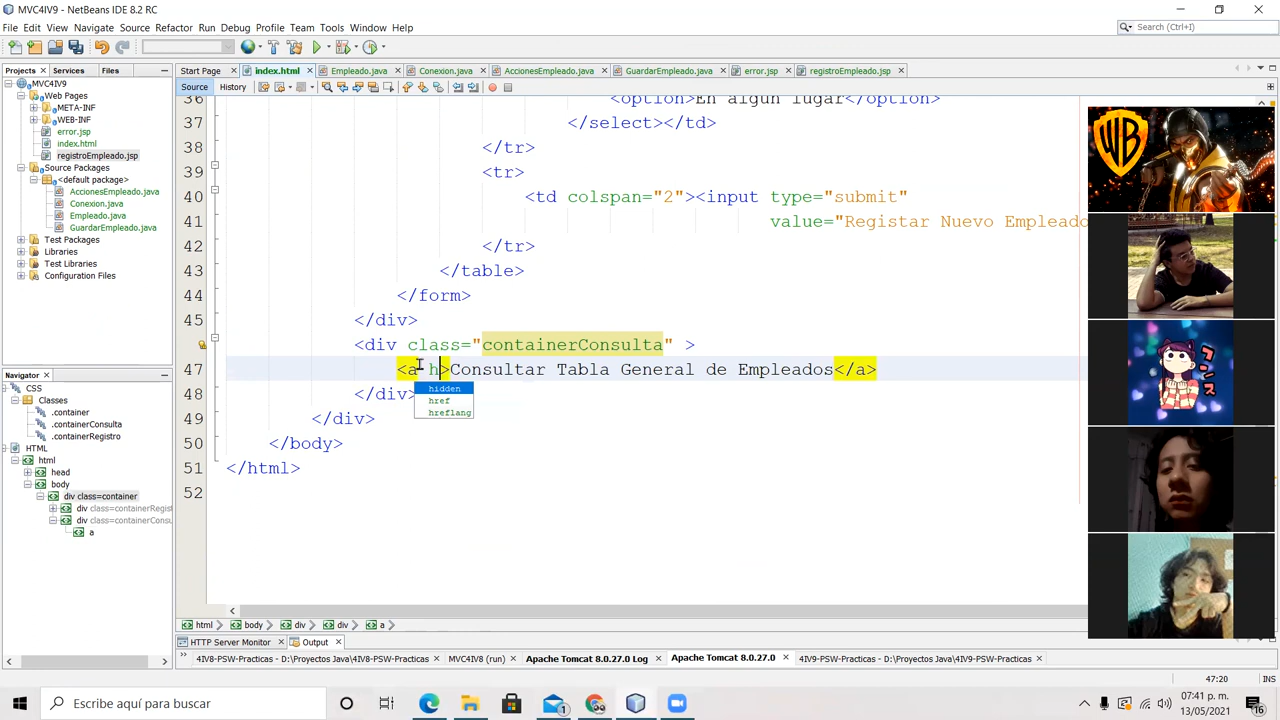 MVC4IV9 - NetBeans IDE 8.2 RC
File Edit View Navigate Source Refactor Run Debug Profile Team Tools Window Help
Search (Ctrl+I)
Projects Services Files
Start Page index.html Empleado.java Conexion.java AccionesEmpleado.java GuardarEmpleado.java error.jsp registroEmpleado.jsp
Source History
MVC4IV9
Web Pages
META-INF
WEB-INF
error.jsp
index.html
registroEmpleado.jsp
Source Packages
<default package>
AccionesEmpleado.java
Conexion.java
Empleado.java
GuardarEmpleado.java
Test Packages
Libraries
Test Libraries
Configuration Files
Navigator
CSS
Classes
.container
.containerConsulta
.containerRegistro
HTML
html
head
body
div class=container
div class=containerRegis
div class=containerConsu
a
36 <option>En algun lugar</option>
37 </select></td>
38 </tr>
39 <tr>
40 <td colspan="2"><input type="submit"
41 value="Registar Nuevo Empleado
42 </tr>
43 </table>
44 </form>
45 </div>
<div class="containerConsulta" >
47 <a h>Consultar Tabla General de Empleados</a>
48 </div>
49 </div>
50 </body>
51 </html>
52
hidden
href
hreflang
WB
html body div div a
HTTP Server Monitor Output
4IV8-PSW-Practicas - D:\Proyectos Java\4IV8-PSW-Practicas MVC4IV8 (run) Apache Tomcat 8.0.27.0 Log Apache Tomcat 8.0.27.0 4IV9-PSW-Practicas - D:\Proyectos Java\4IV9-PSW-Practicas
47:20 INS
Escribe aquí para buscar
1
07:41 p. m.
13/05/2021
16